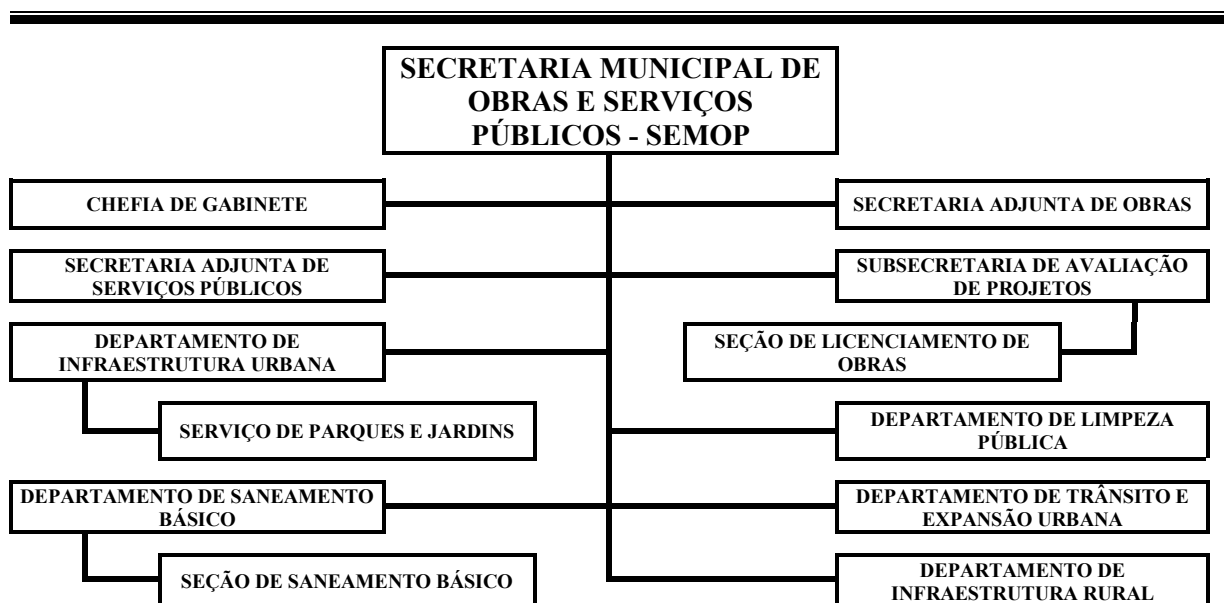 SECRETARIA MUNICIPAL DE
OBRAS E SERVIÇOS
PÚBLICOS - SEMOP
CHEFIA DE GABINETE
SECRETARIA ADJUNTA DE OBRAS
SECRETARIA ADJUNTA DE
SERVIÇOS PÚBLICOS
SUBSECRETARIA DE AVALIAÇÃO
DE PROJETOS
DEPARTAMENTO DE
INFRAESTRUTURA URBANA
SEÇÃO DE LICENCIAMENTO DE
OBRAS
SERVIÇO DE PARQUES E JARDINS
DEPARTAMENTO DE LIMPEZA
PÚBLICA
DEPARTAMENTO DE SANEAMENTO
BÁSICO
DEPARTAMENTO DE TRÂNSITO E
EXPANSÃO URBANA
SEÇÃO DE SANEAMENTO BÁSICO
DEPARTAMENTO DE
INFRAESTRUTURA RURAL